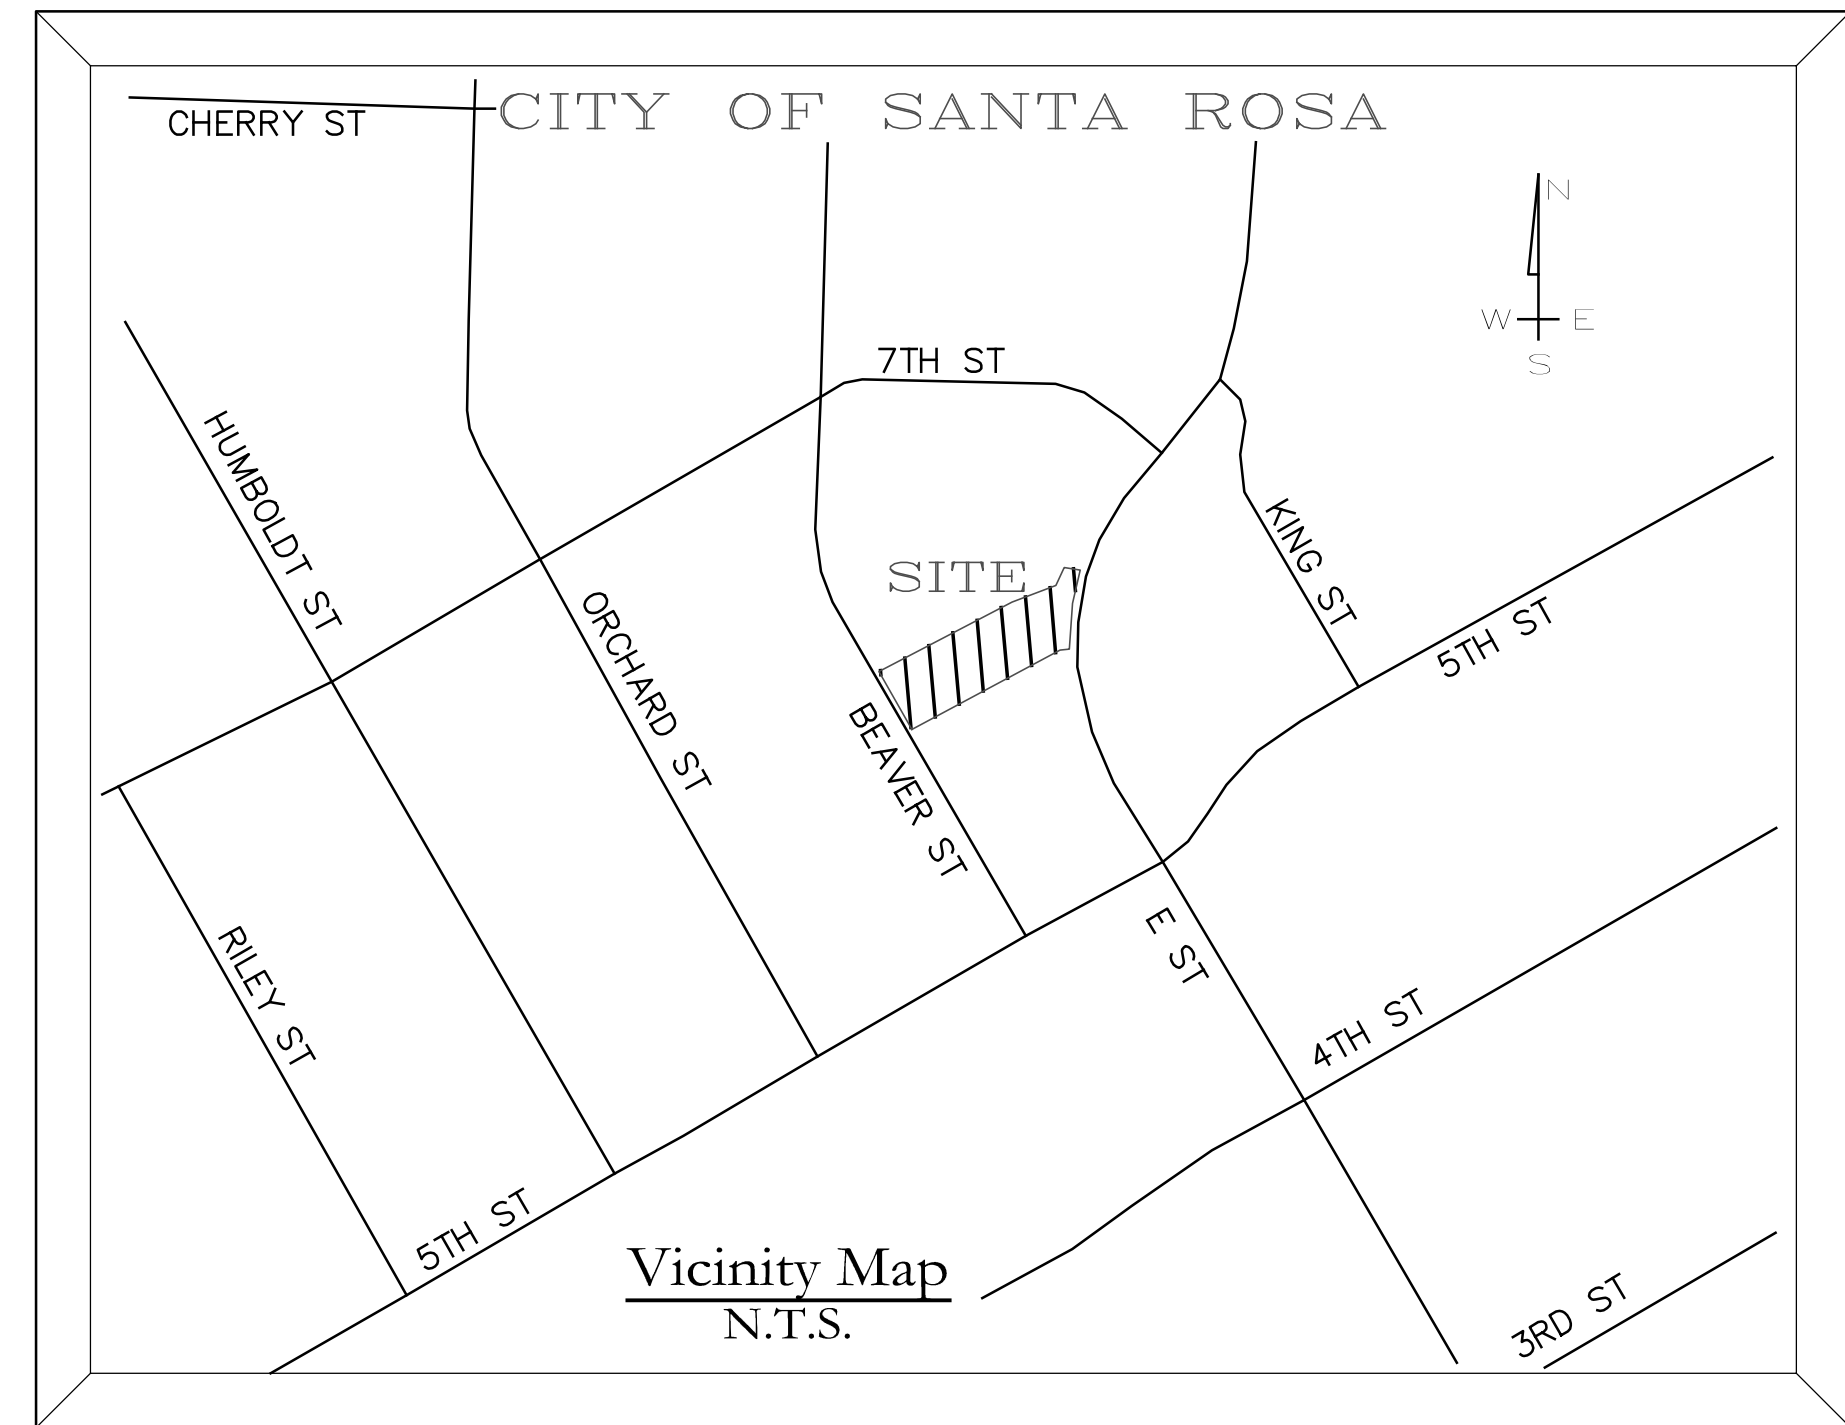 CITY OF SANTA ROSA
CHERRY ST
N
W E
S
7TH ST
HUMBOLDT ST
KING ST
SITE
ORCHARD ST
5TH ST
BEAVER ST
E ST
RILEY ST
4TH ST
5TH ST
Vicinity Map
N.T.S.
3RD ST